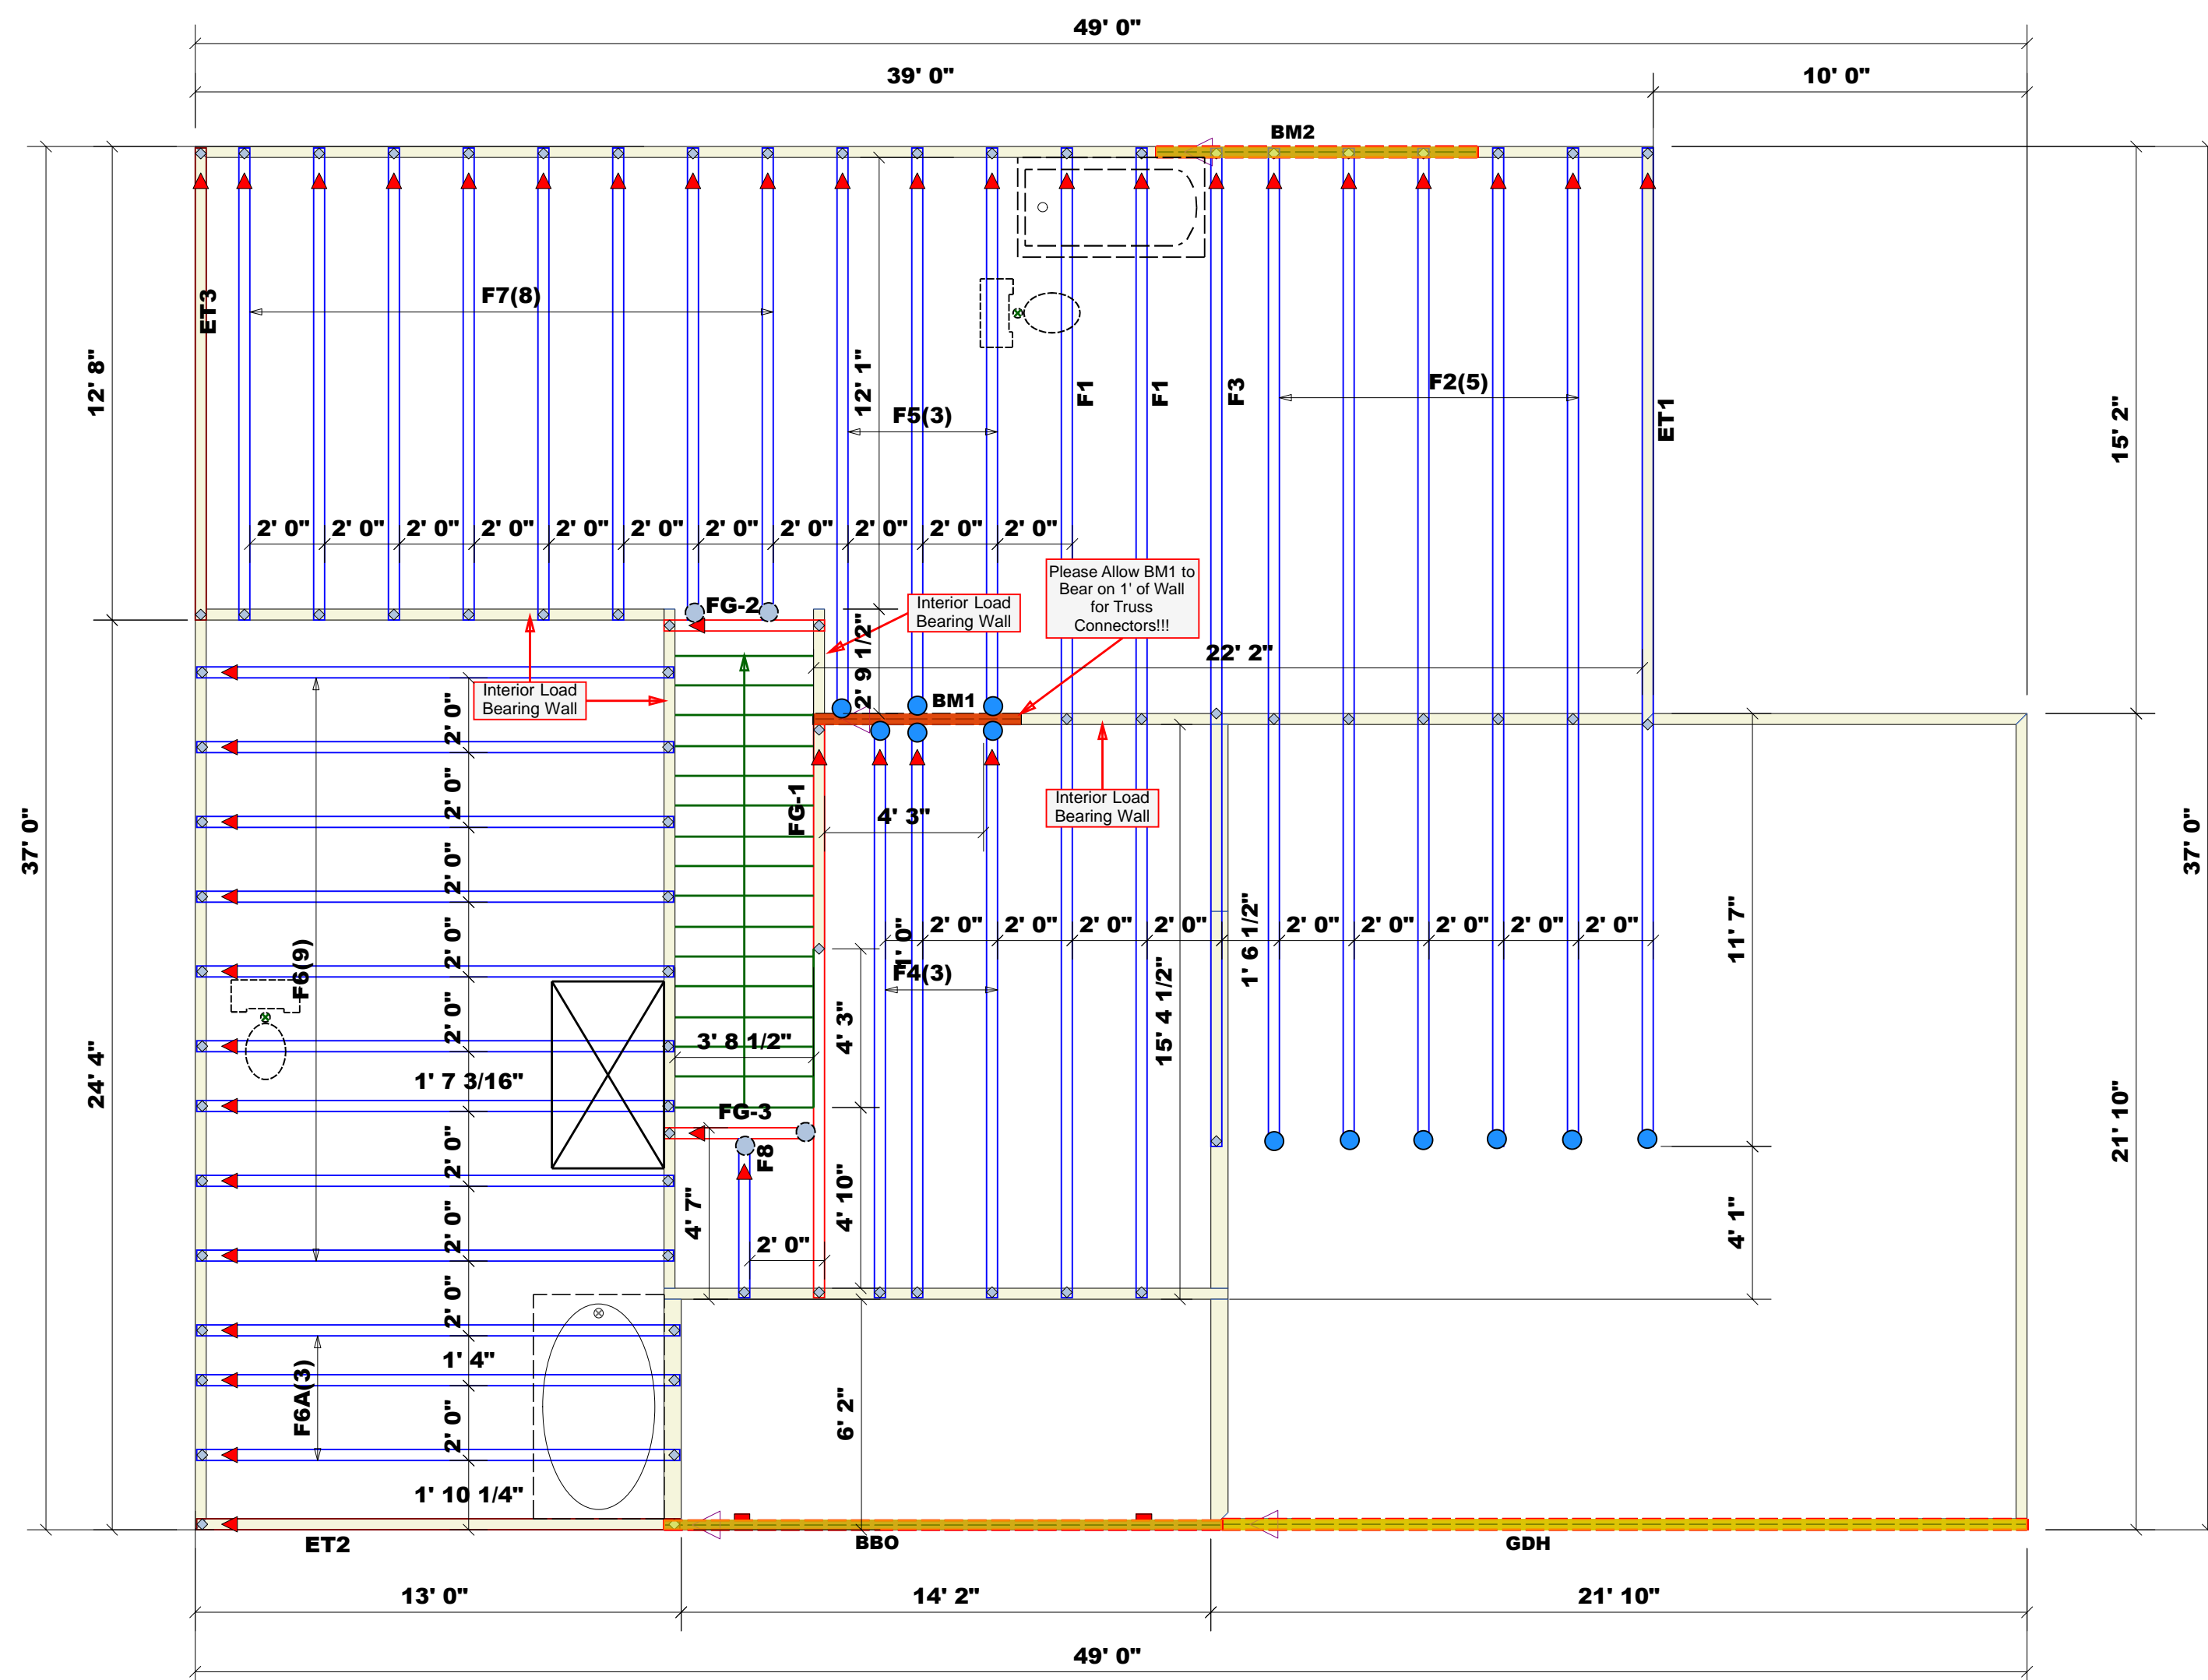 49' 0"
39' 0"
10' 0"
BM2
ET3
F7(8)
12' 8"
12' 1"
F5(3)
F1
F1
F3
F2(5)
ET1
15' 2"
2' 0"
2' 0"
2' 0"
2' 0"
2' 0"
2' 0"
2' 0"
2' 0"
2' 0"
2' 0"
2' 0"
Please Allow BM1 to
Bear on 1' of Wall
for Truss
Connectors!!!
FG-2
Interior Load
Bearing Wall
2' 9 1/2"
22' 2"
Interior Load
Bearing Wall
BM1
2' 0"
2' 0"
2' 0"
2' 0"
2' 0"
FG-1
4' 3"
Interior Load
Bearing Wall
37' 0"
37' 0"
1' 0"
2' 0"
2' 0"
2' 0"
2' 0"
1' 6 1/2"
2' 0"
2' 0"
2' 0"
2' 0"
2' 0"
11' 7"
F6(9)
F4(3)
4' 3"
15' 4 1/2"
3' 8 1/2"
24' 4"
1' 7 3/16"
FG-3
F8
21' 10"
2' 0"
4' 7"
4' 10"
4' 1"
2' 0"
2' 0"
2' 0"
1' 4"
F6A(3)
2' 0"
6' 2"
1' 10 1/4"
ET2
BBO
GDH
13' 0"
14' 2"
21' 10"
49' 0"